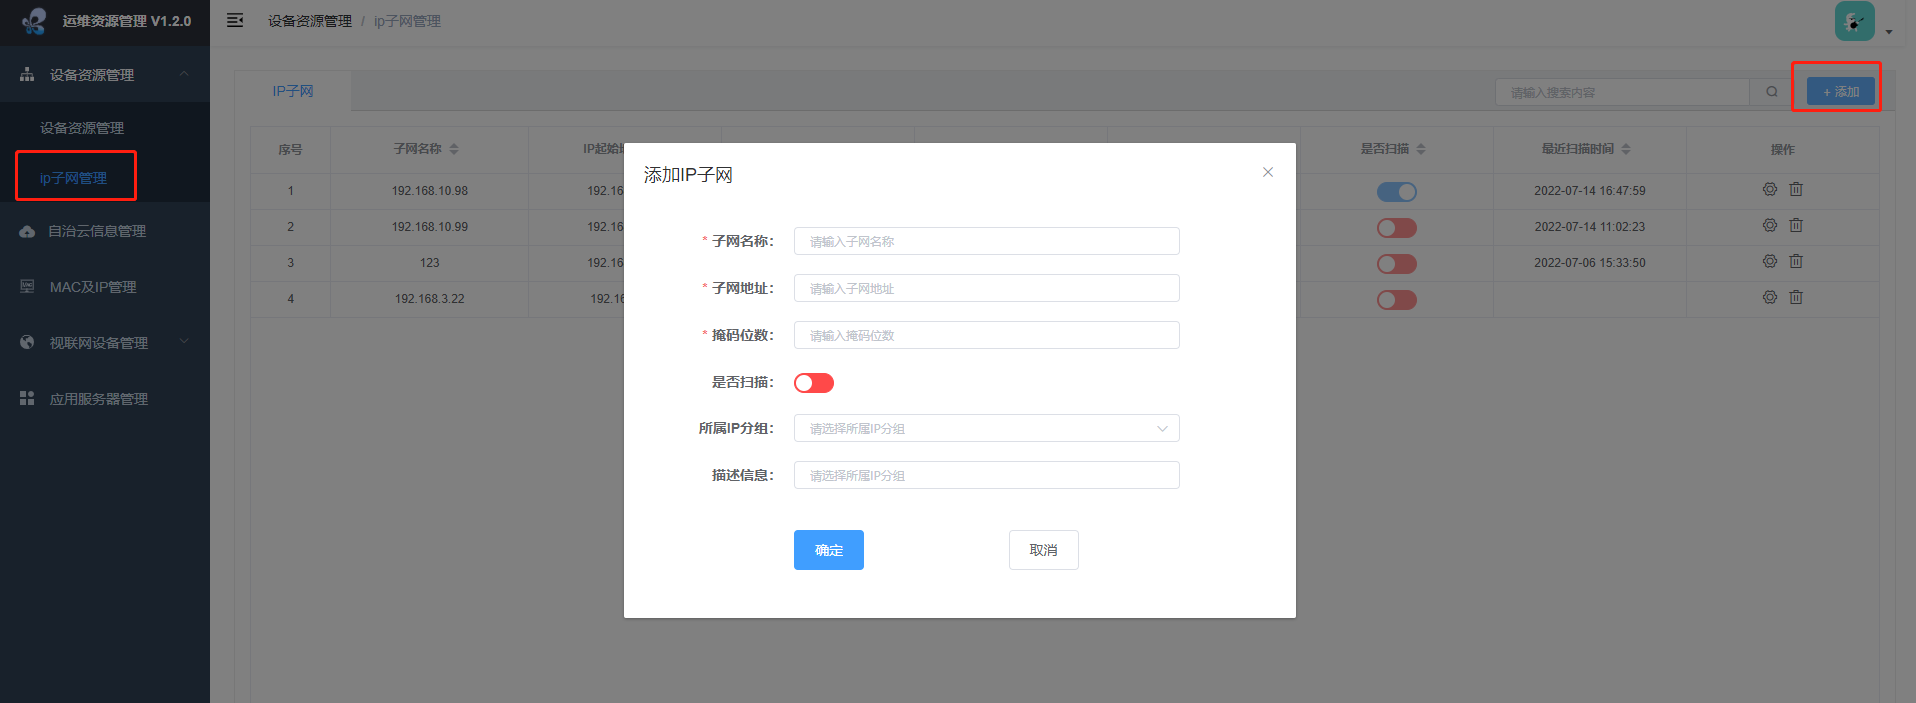 运维资源管理 V1.2.0
设备资源管理 / ip子网管理
设备资源管理
设备资源管理
ip子网管理
自治云信息管理
MAC及IP管理
视联网设备管理
应用服务器管理
IP子网
请输入搜索内容
+ 添加
序号 子网名称 IP起始 是否扫描 最近扫描时间 操作
1 192.168.10.98 192.16 2022-07-14 16:47:59
2 192.168.10.99 192.16 2022-07-14 11:02:23
3 123 192.16 2022-07-06 15:33:50
4 192.168.3.22 192.16
添加IP子网
* 子网名称： 请输入子网名称
* 子网地址： 请输入子网地址
* 掩码位数： 请输入掩码位数
是否扫描：
所属IP分组： 请选择所属IP分组
描述信息： 请选择所属IP分组
确定 取消